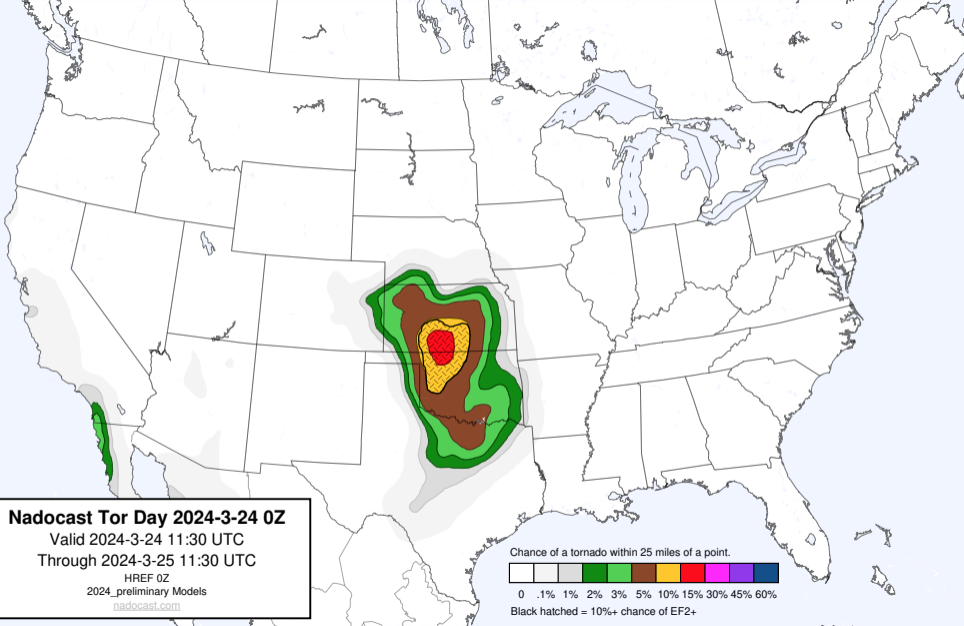 Nadocast Tor Day 2024-3-24 0Z
Valid 2024-3-24 11:30 UTC
Through 2024-3-25 11:30 UTC
HREF 0Z
2024_preliminary Models
nadocast.com
Chance of a tornado within 25 miles of a point.
0 .1% 1% 2% 3% 5% 10% 15% 30% 45% 60%
Black hatched = 10%+ chance of EF2+